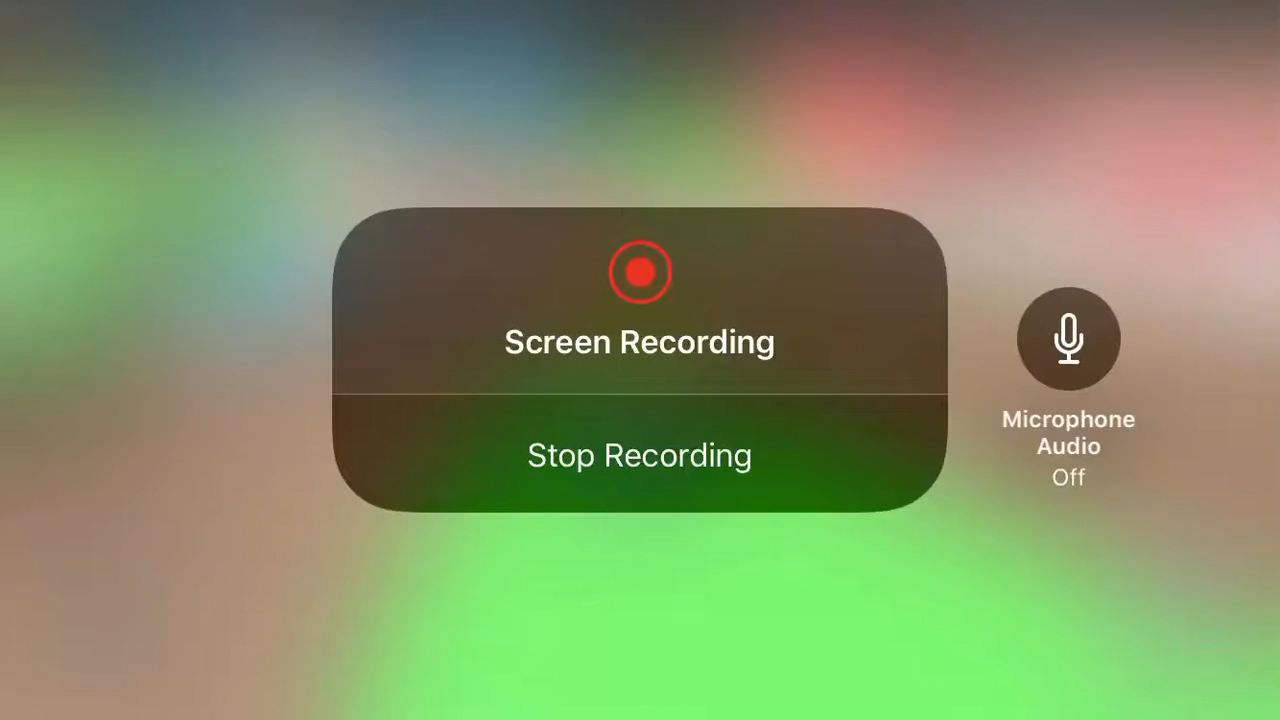 Screen Recording
Stop Recording
Microphone
Audio
Off